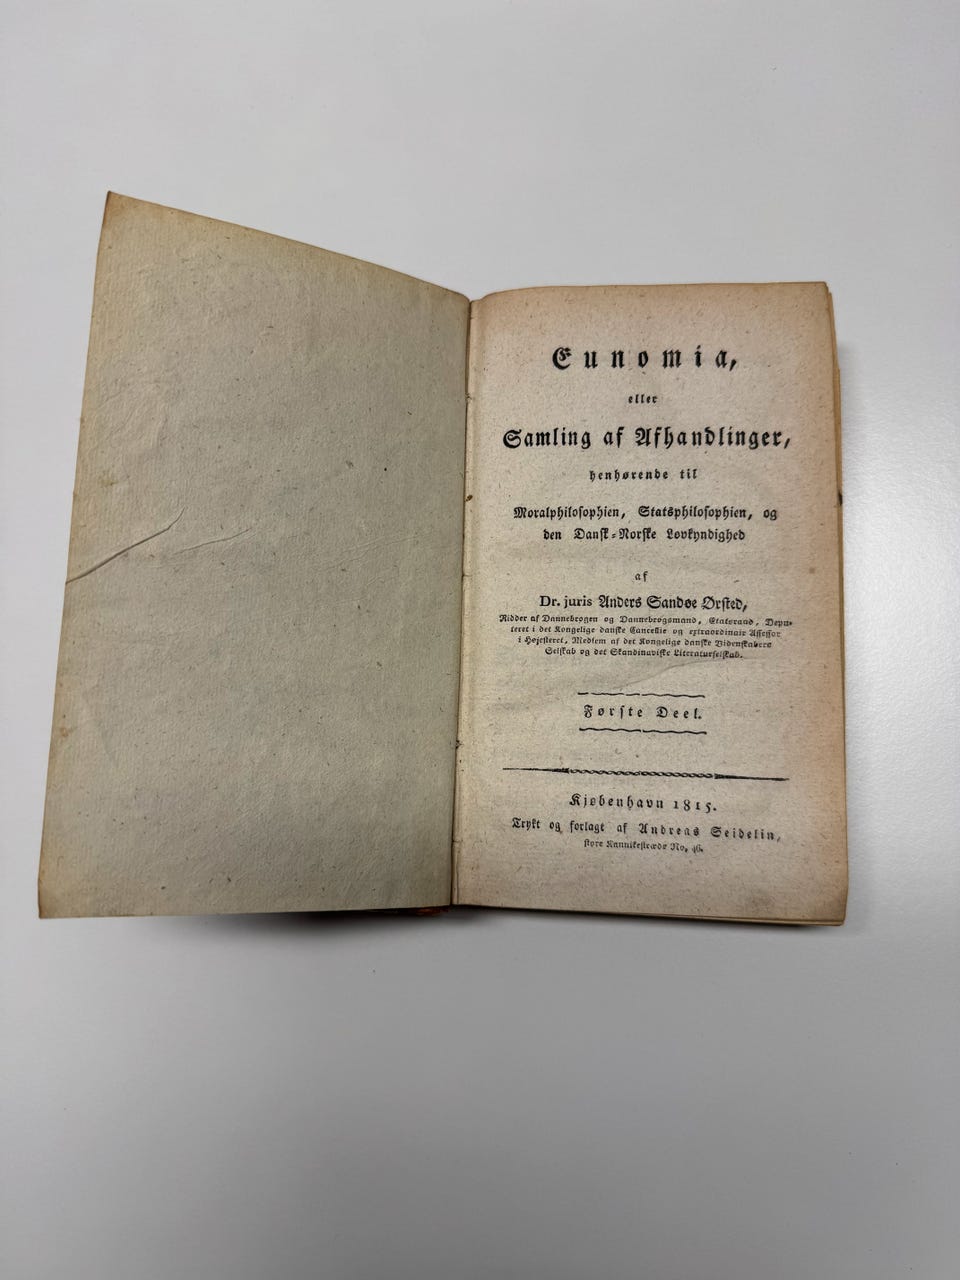 Eunomia,
eller
Samling af Afhandlinger,
henhørende til
Moralphilosophien, Statsphilosophien, og
den Dansk-Norske Lovkyndighed
af
Dr. juris Anders Sandøe Ørsted,
Ridder af Dannebrogen og Dannebrogsmand, Etatsraad, Depu-
teret i det Kongelige danske Cancellie og extraordinair Assessor
i Højesteret, Medlem af det Kongelige danske Videnskabers
Selskab og det Skandinaviske Literaturselskab.
Første Deel.
Kjøbenhavn 1815.
Trykt og forlagt af Andreas Seidelin,
store Kannikestræde No. 46.